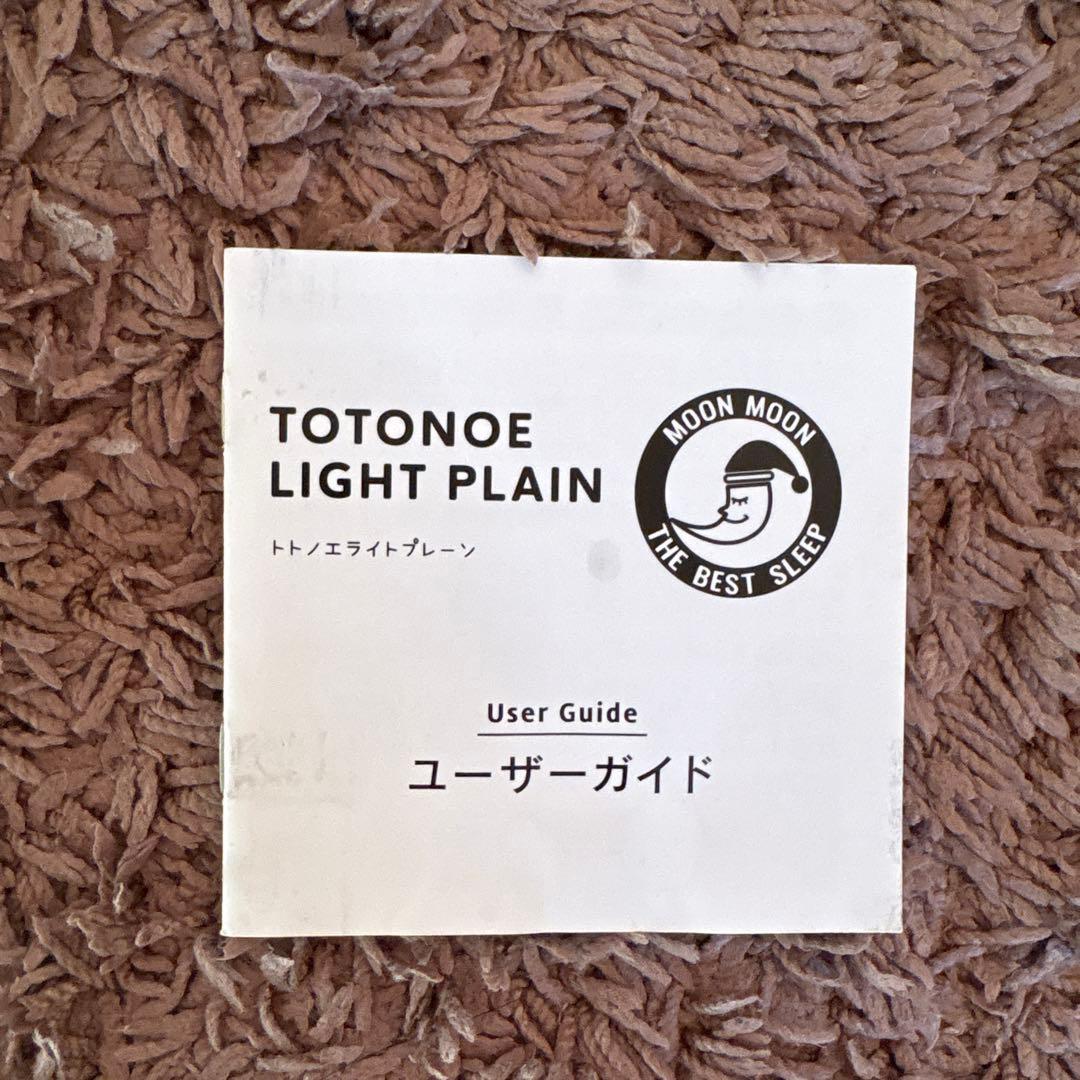 TOTONOE
LIGHT PLAIN
トトノエライトプレーン
MOON MOON
THE BEST SLEEP
User Guide
ユーザーガイド